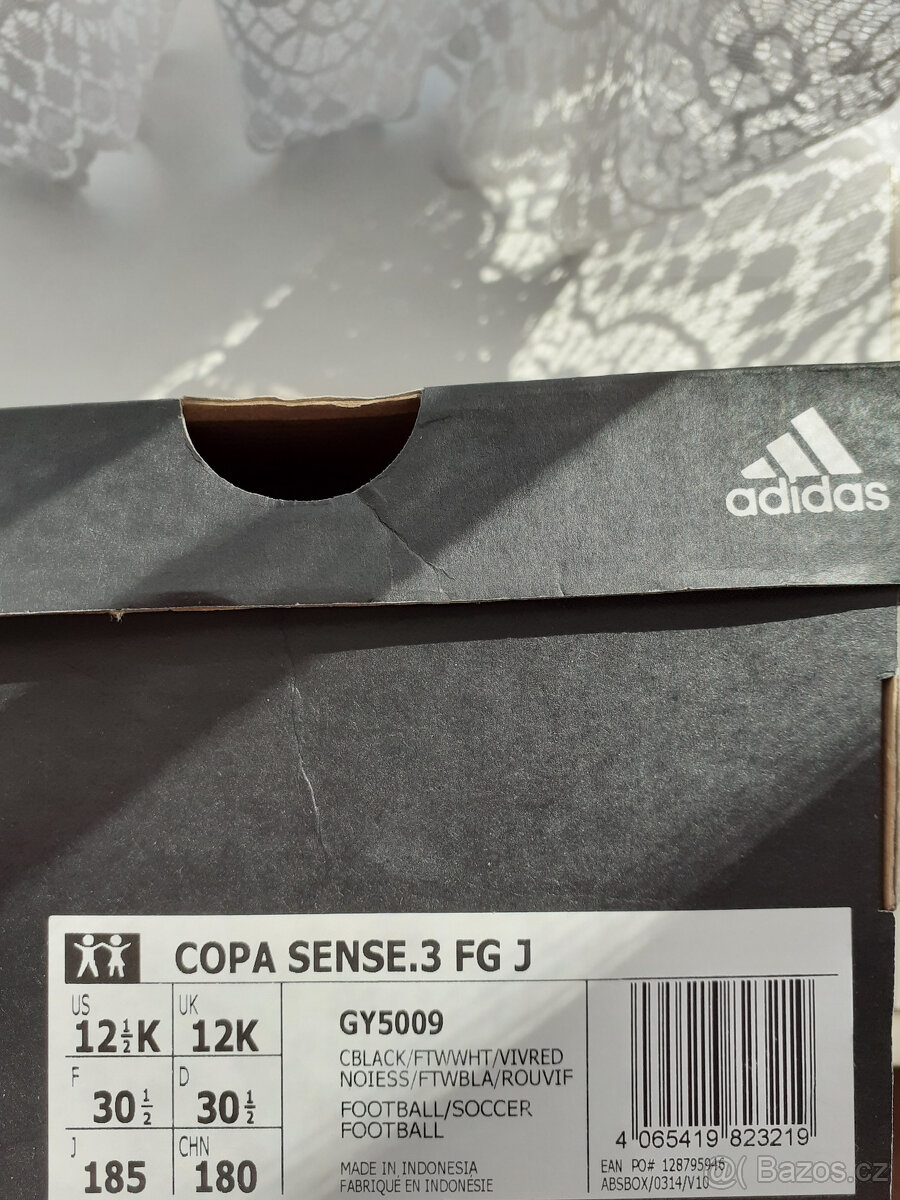 adidas
COPA SENSE.3 FG J
US
12½K
UK
12K
F
30½
D
30½
J
185
CHN
180
GY5009
CBLACK/FTWWHT/VIVRED
NOIESS/FTWBLA/ROUVIF
FOOTBALL/SOCCER
FOOTBALL
MADE IN INDONESIA
FABRIQUÉ EN INDONÉSIE
4 065419 823219
EAN PO#
ABSBOX/0314/V10
Bazos.cz